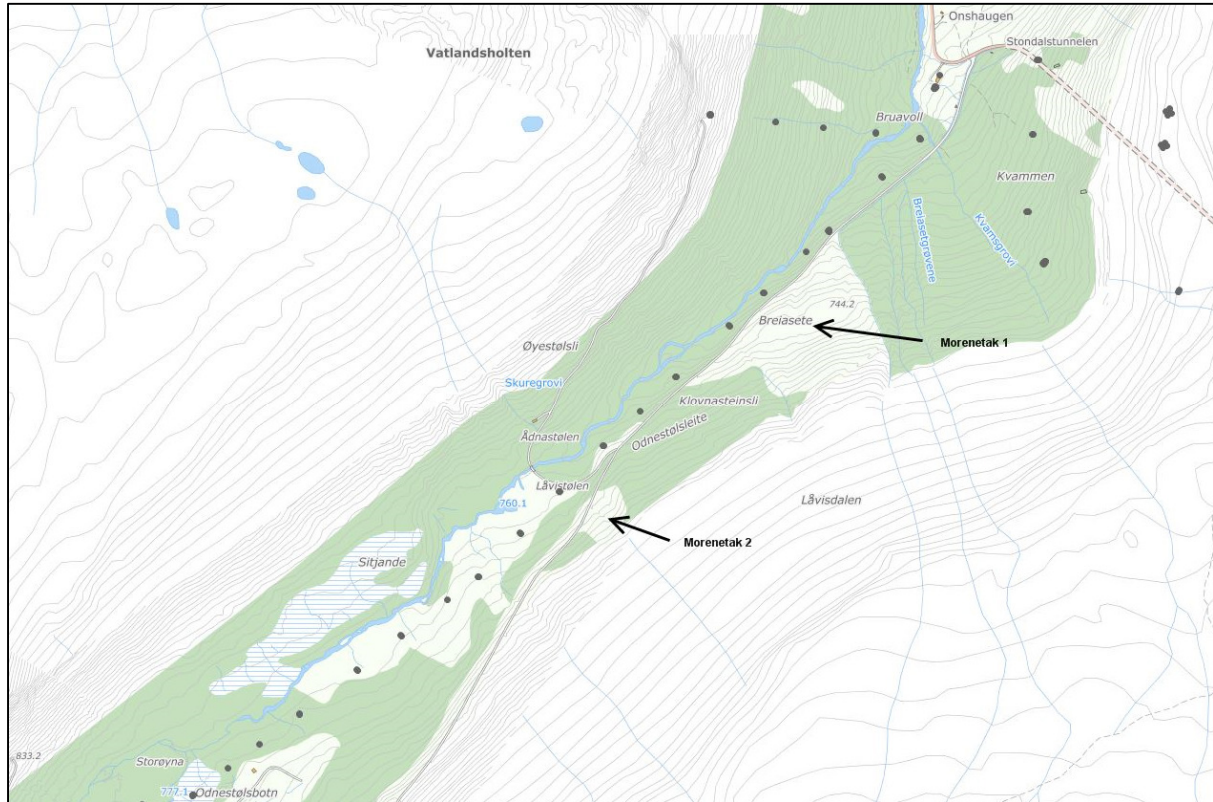 Onshaugen
Vatlandsholten
Stondalstunnelen
Bruavoll
Kvammen
Breiasetgrøvene
Kvamsgrovi
744.2
Breiasete
Morenetak 1
Øyestølsli
Skuregrovi
Klovnasteinsli
Ådnastølen
Odnestølsleite
Låvistølen
760.1
Låvisdalen
Morenetak 2
Sitjande
833.2
Storøyna
777.1
Odnestølsbotn